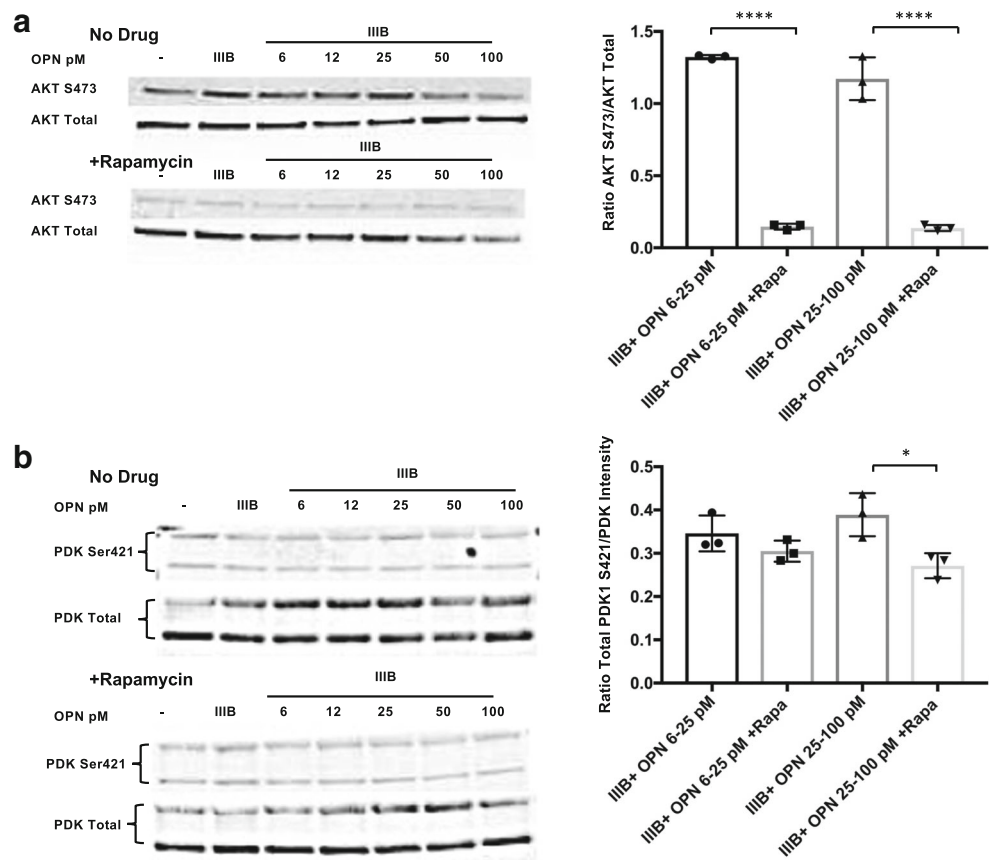 a
No Drug
IIIB
OPN pM - IIIB 6 12 25 50 100
AKT S473
AKT Total
+Rapamycin
IIIB
- IIIB 6 12 25 50 100
AKT S473
AKT Total
**** ****
Ratio AKT S473/AKT Total
1.5
1.0
0.5
0.0
IIIB+ OPN 6-25 pM
IIIB+ OPN 6-25 pM +Rapa
IIIB+ OPN 25-100 pM
IIIB+ OPN 25-100 pM +Rapa
b
No Drug
IIIB
OPN pM - IIIB 6 12 25 50 100
PDK Ser421
PDK Total
+Rapamycin
IIIB
OPN pM - IIIB 6 12 25 50 100
PDK Ser421
PDK Total
*
Ratio Total PDK1 S421/PDK Intensity
0.5
0.4
0.3
0.2
0.1
0.0
IIIB+ OPN 6-25 pM
IIIB+ OPN 6-25 pM +Rapa
IIIB+ OPN 25-100 pM
IIIB+ OPN 25-100 pM +Rapa